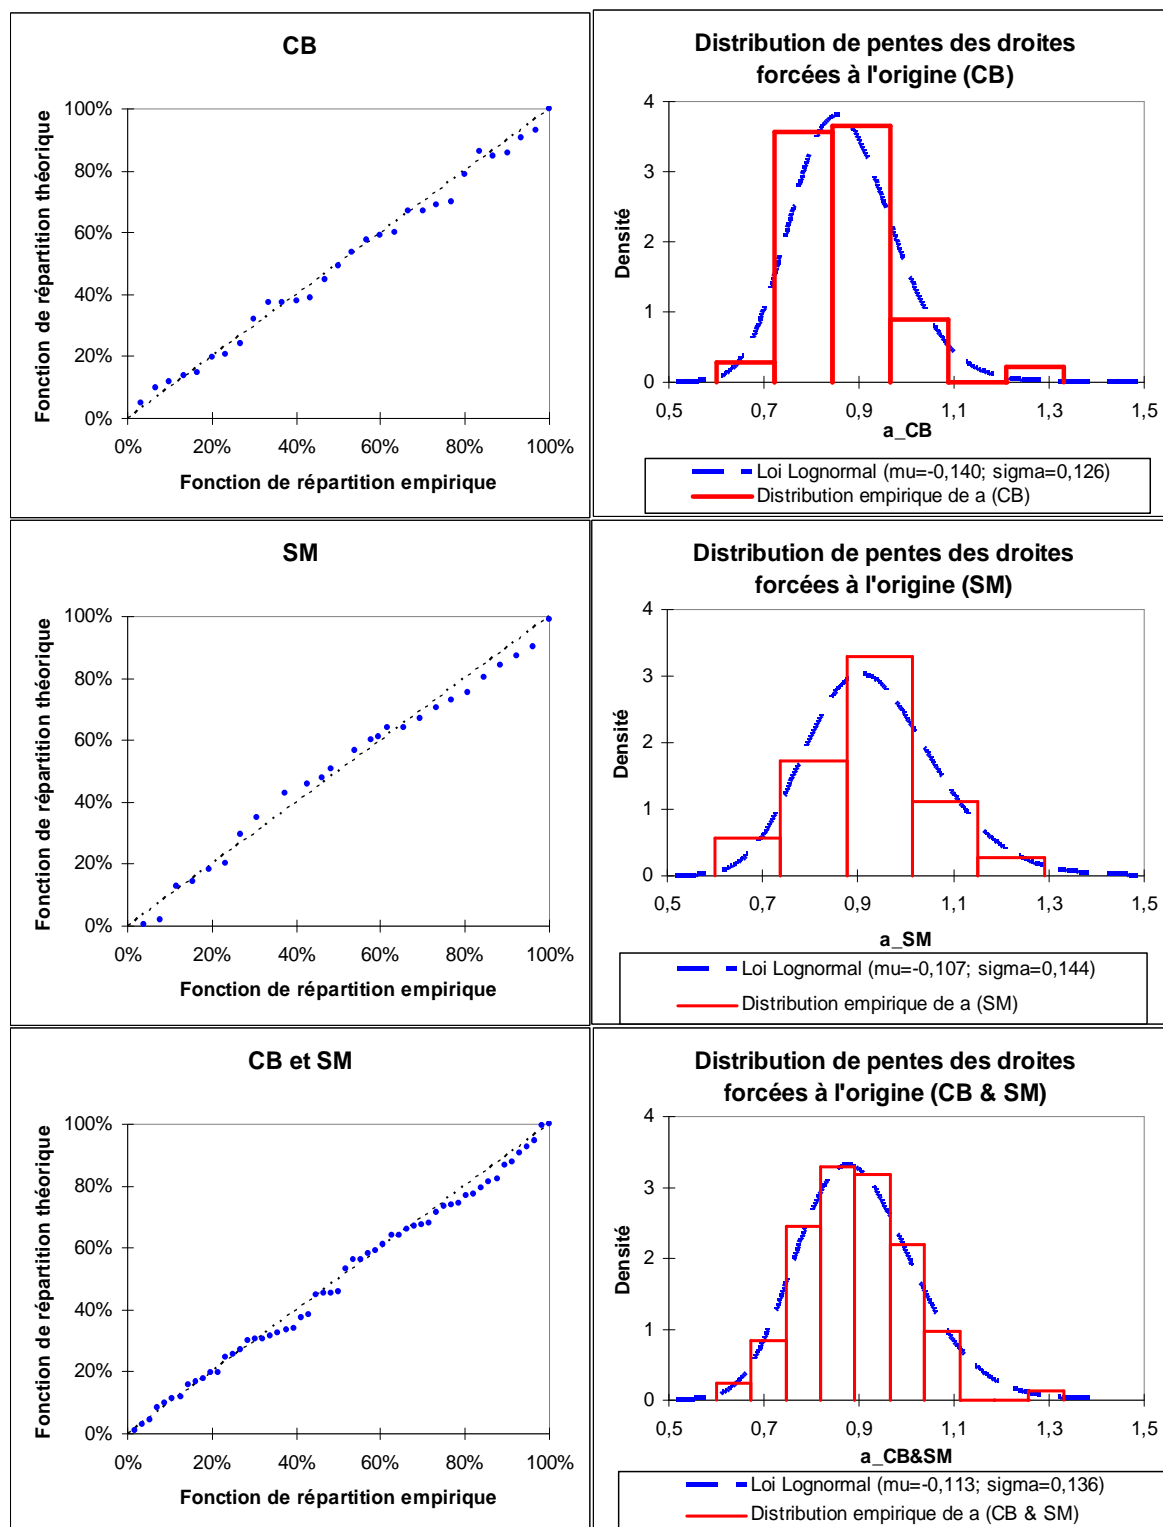 CB
Fonction de répartition théorique
100%
80%
60%
40%
20%
0%
0% 20% 40% 60% 80% 100%
Fonction de répartition empirique
Distribution de pentes des droites
forcées à l'origine (CB)
Densité
4
3
2
1
0
0,5 0,7 0,9 1,1 1,3 1,5
a_CB
Loi Lognormal (mu=-0,140; sigma=0,126)
Distribution empirique de a (CB)
SM
Fonction de répartition théorique
100%
80%
60%
40%
20%
0%
0% 20% 40% 60% 80% 100%
Fonction de répartition empirique
Distribution de pentes des droites
forcées à l'origine (SM)
Densité
4
3
2
1
0
0,5 0,7 0,9 1,1 1,3 1,5
a_SM
Loi Lognormal (mu=-0,107; sigma=0,144)
Distribution empirique de a (SM)
CB et SM
Fonction de répartition théorique
100%
80%
60%
40%
20%
0%
0% 20% 40% 60% 80% 100%
Fonction de répartition empirique
Distribution de pentes des droites
forcées à l'origine (CB & SM)
Densité
4
3
2
1
0
0,5 0,7 0,9 1,1 1,3 1,5
a_CB&SM
Loi Lognormal (mu=-0,113; sigma=0,136)
Distribution empirique de a (CB & SM)